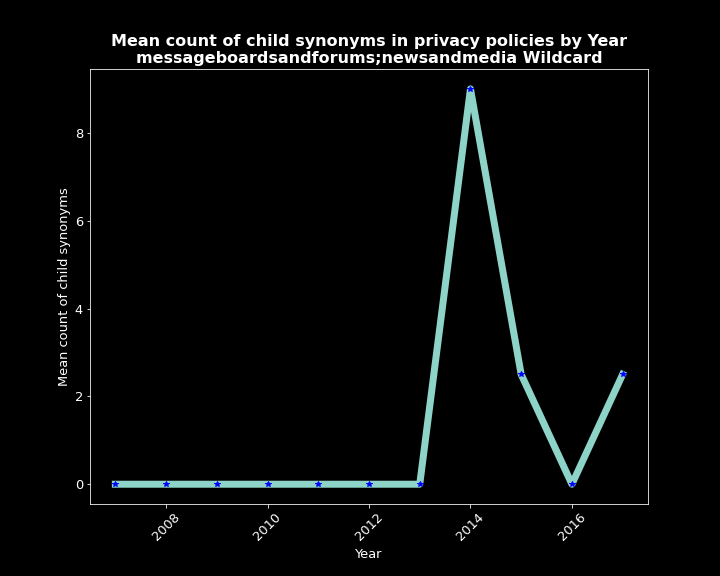 Mean count of child synonyms in privacy policies by Year
messageboardsandforums;newsandmedia Wildcard
Mean count of child synonyms
8
6
4
2
0
2008
2010
2012
2014
2016
Year